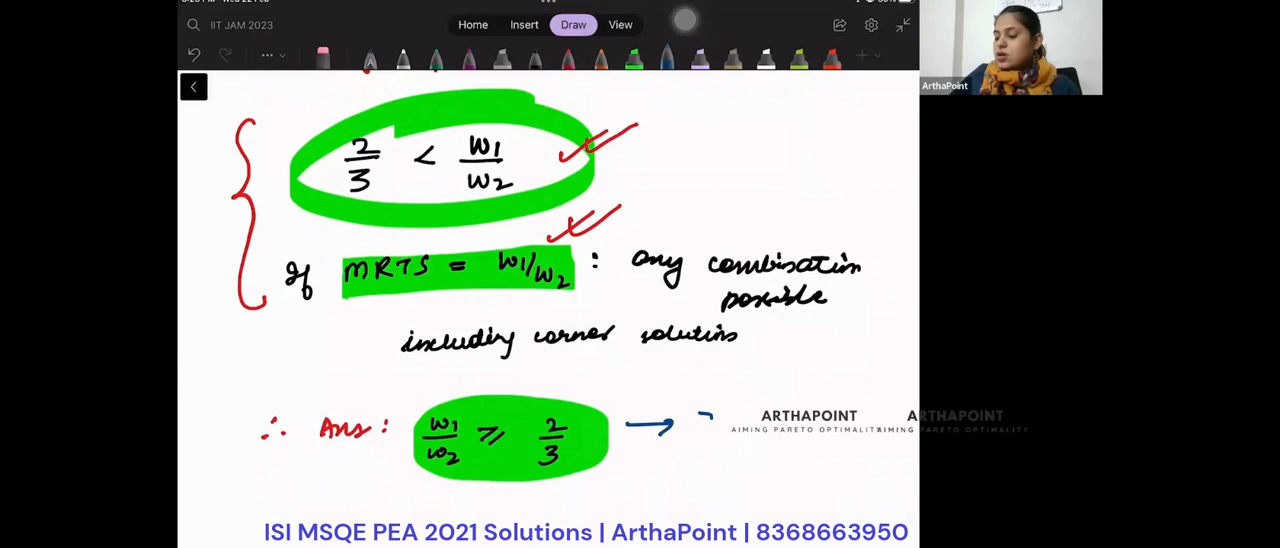 IIT JAM 2023
Home Insert Draw View
ArthaPoint
2/3 < W1/W2
If MRTS = W1/W2 : any combination possible
including corner solution
∴ Ans: W1/W2 ⩾ 2/3 →
ARTHAPOINT ARTHAPOINT
AIMING PARETO OPTIMALITY AIMING PARETO OPTIMALITY
ISI MSQE PEA 2021 Solutions | ArthaPoint | 8368663950